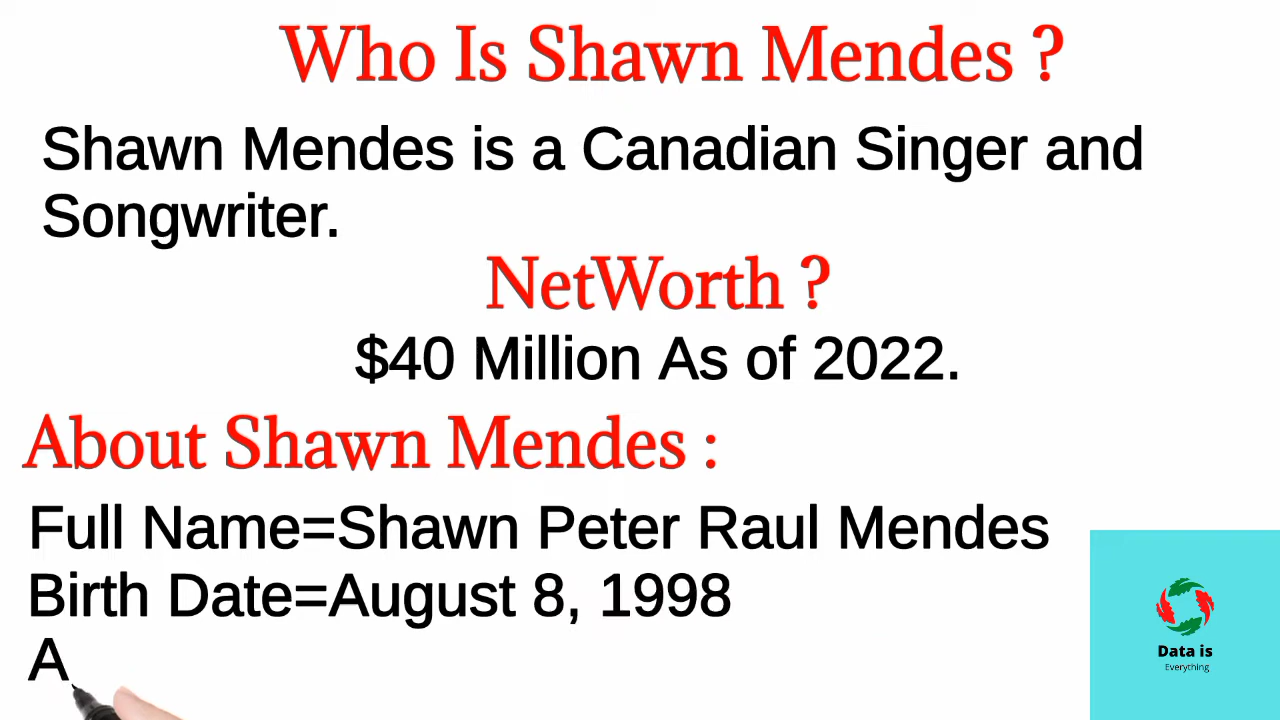 Who Is Shawn Mendes ?
Shawn Mendes is a Canadian Singer and
Songwriter.
NetWorth ?
$40 Million As of 2022.
About Shawn Mendes :
Full Name=Shawn Peter Raul Mendes
Birth Date=August 8, 1998
A
Data is
Everything